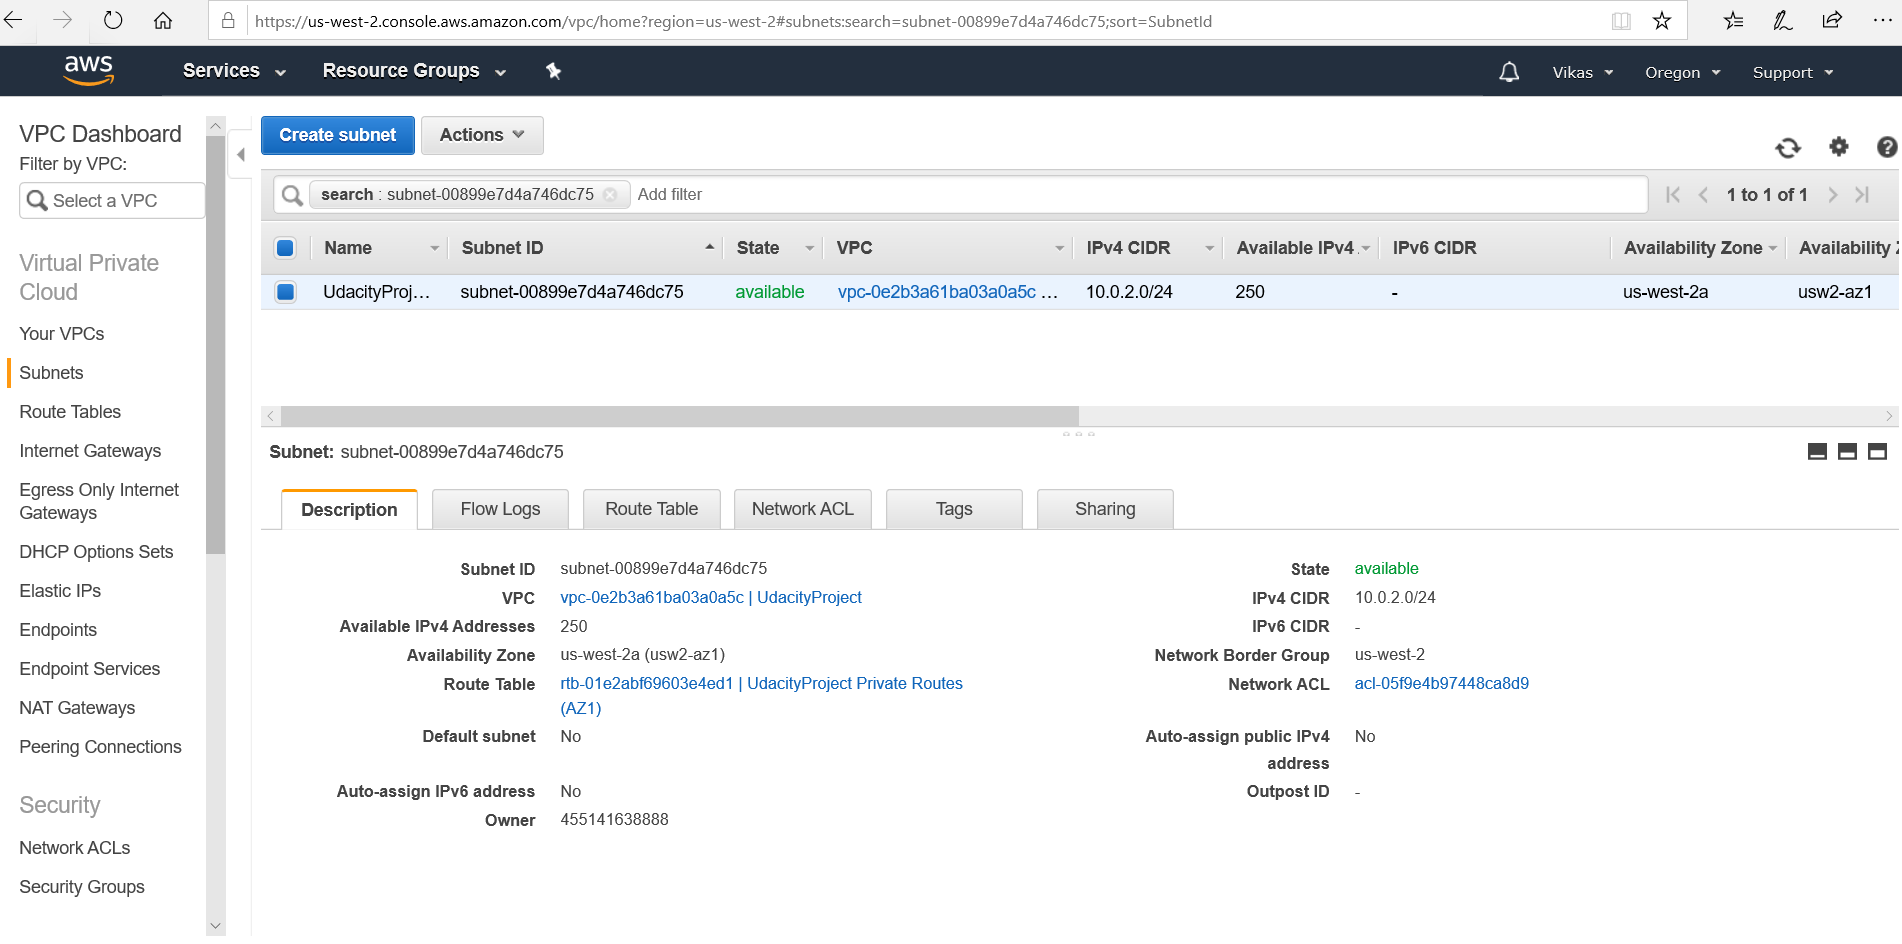 https://us-west-2.console.aws.amazon.com/vpc/home?region=us-west-2#subnets:search=subnet-00899e7d4a746dc75;sort=SubnetId
aws Services Resource Groups Vikas Oregon Support
VPC Dashboard
Filter by VPC:
Select a VPC
Virtual Private
Cloud
Your VPCs
Subnets
Route Tables
Internet Gateways
Egress Only Internet
Gateways
DHCP Options Sets
Elastic IPs
Endpoints
Endpoint Services
NAT Gateways
Peering Connections
Security
Network ACLs
Security Groups
Create subnet Actions
search : subnet-00899e7d4a746dc75 Add filter 1 to 1 of 1
Name Subnet ID State VPC IPv4 CIDR Available IPv4 IPv6 CIDR Availability Zone Availability
UdacityProj... subnet-00899e7d4a746dc75 available vpc-0e2b3a61ba03a0a5c ... 10.0.2.0/24 250 - us-west-2a usw2-az1
Subnet: subnet-00899e7d4a746dc75
Description Flow Logs Route Table Network ACL Tags Sharing
Subnet ID subnet-00899e7d4a746dc75 State available
VPC vpc-0e2b3a61ba03a0a5c | UdacityProject IPv4 CIDR 10.0.2.0/24
Available IPv4 Addresses 250 IPv6 CIDR -
Availability Zone us-west-2a (usw2-az1) Network Border Group us-west-2
Route Table rtb-01e2abf69603e4ed1 | UdacityProject Private Routes Network ACL acl-05f9e4b97448ca8d9
(AZ1)
Default subnet No Auto-assign public IPv4 No
address
Auto-assign IPv6 address No Outpost ID -
Owner 455141638888